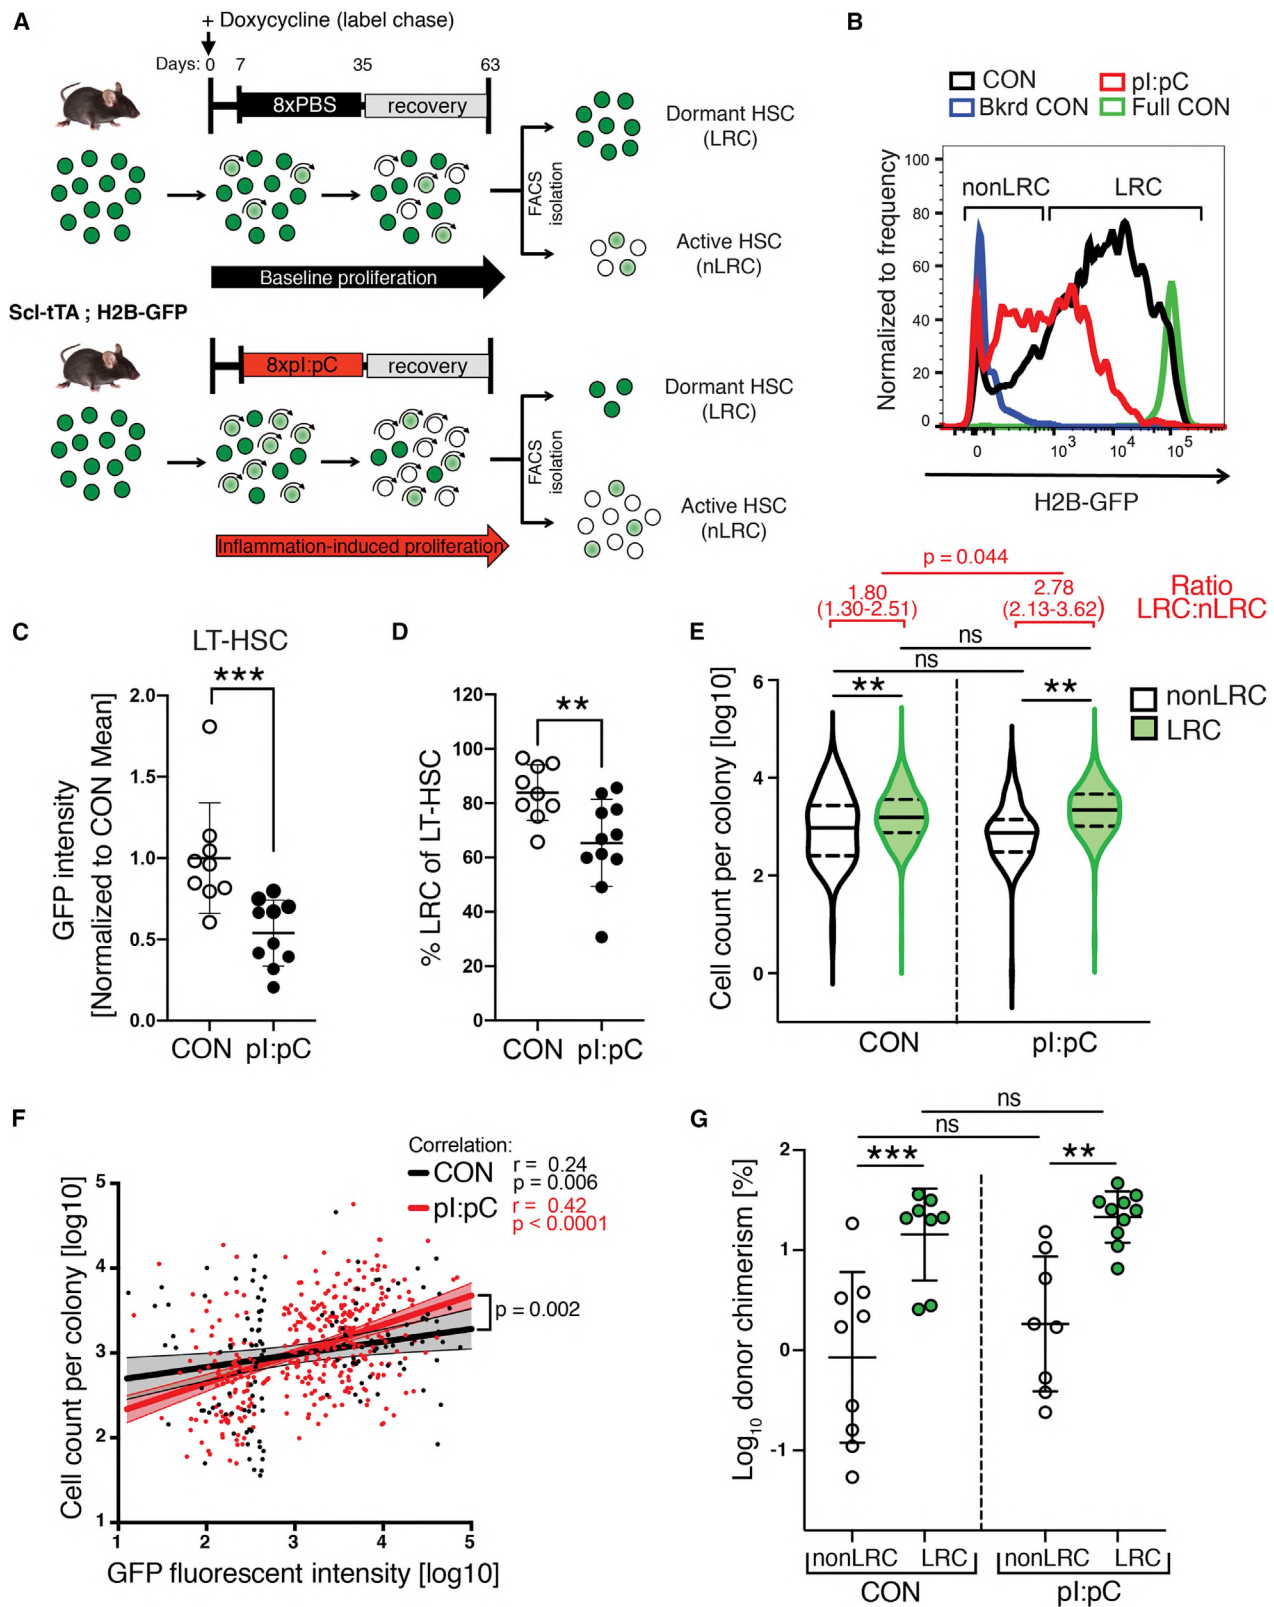 A
+ Doxycycline (label chase)
Days: 0 7 35 63
8xPBS
recovery
FACS isolation
Dormant HSC
(LRC)
Active HSC
(nLRC)
Baseline proliferation
Scl-tTA ; H2B-GFP
8xpI:pC
recovery
FACS isolation
Dormant HSC
(LRC)
Active HSC
(nLRC)
Inflammation-induced proliferation
B
CON
pI:pC
Bkrd CON
Full CON
Normalized to frequency
100
80
60
40
20
0
nonLRC
LRC
0 10^3 10^4 10^5
H2B-GFP
C
LT-HSC
***
GFP intensity
[Normalized to CON Mean]
2.0
1.5
1.0
0.5
0.0
CON pI:pC
D
**
% LRC of LT-HSC
120
100
80
60
40
20
0
CON pI:pC
E
p = 0.044
1.80
(1.30-2.51)
2.78
(2.13-3.62)
Ratio
LRC:nLRC
ns
ns
**
**
nonLRC
LRC
Cell count per colony [log10]
6
4
2
0
CON
pI:pC
F
Correlation:
CON
r = 0.24
p = 0.006
pI:pC
r = 0.42
p < 0.0001
p = 0.002
Cell count per colony [log10]
5
4
3
2
1
1 2 3 4 5
GFP fluorescent intensity [log10]
G
ns
ns
***
**
Log10 donor chimerism [%]
2
1
0
-1
nonLRC LRC nonLRC LRC
CON pI:pC